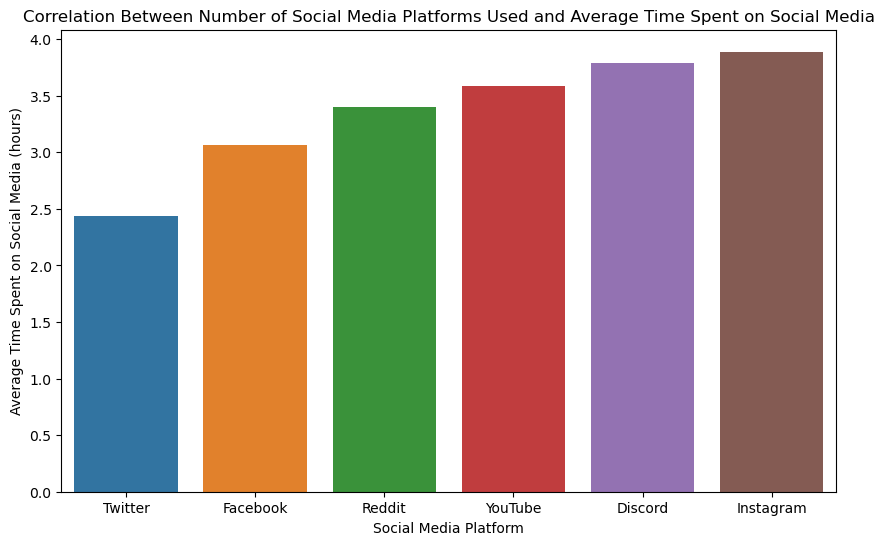 Correlation Between Number of Social Media Platforms Used and Average Time Spent on Social Media
Average Time Spent on Social Media (hours)
4.0
3.5
3.0
2.5
2.0
1.5
1.0
0.5
0.0
Twitter Facebook Reddit YouTube Discord Instagram
Social Media Platform